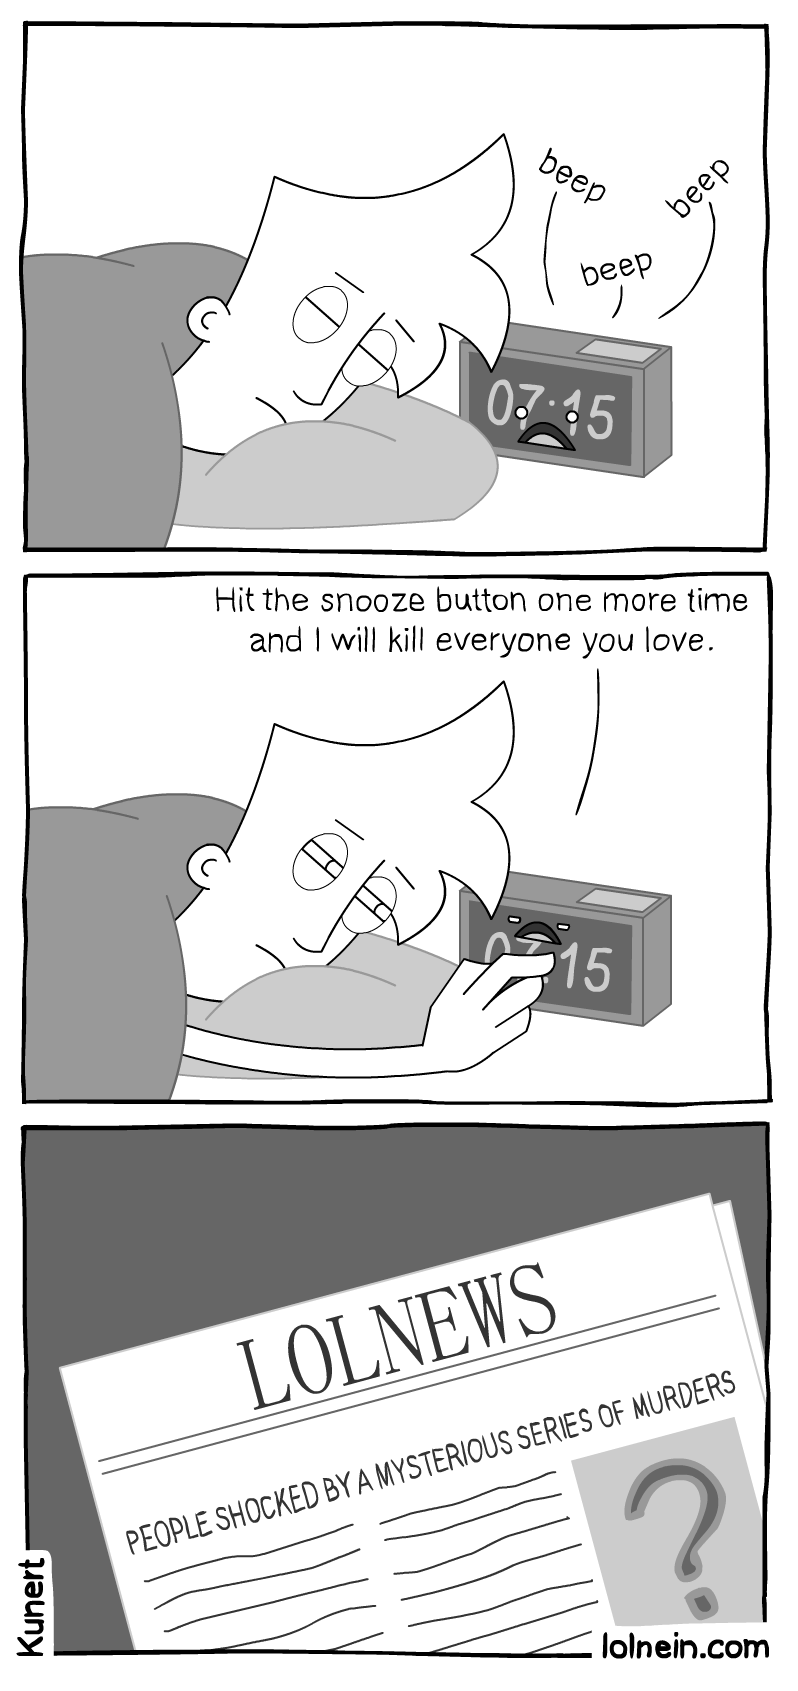 beep
beep
beep
07:15
Hit the snooze button one more time
and I will kill everyone you love.
07:15
LOLNEWS
PEOPLE SHOCKED BY A MYSTERIOUS SERIES OF MURDERS
?
Kunert
lolnein.com